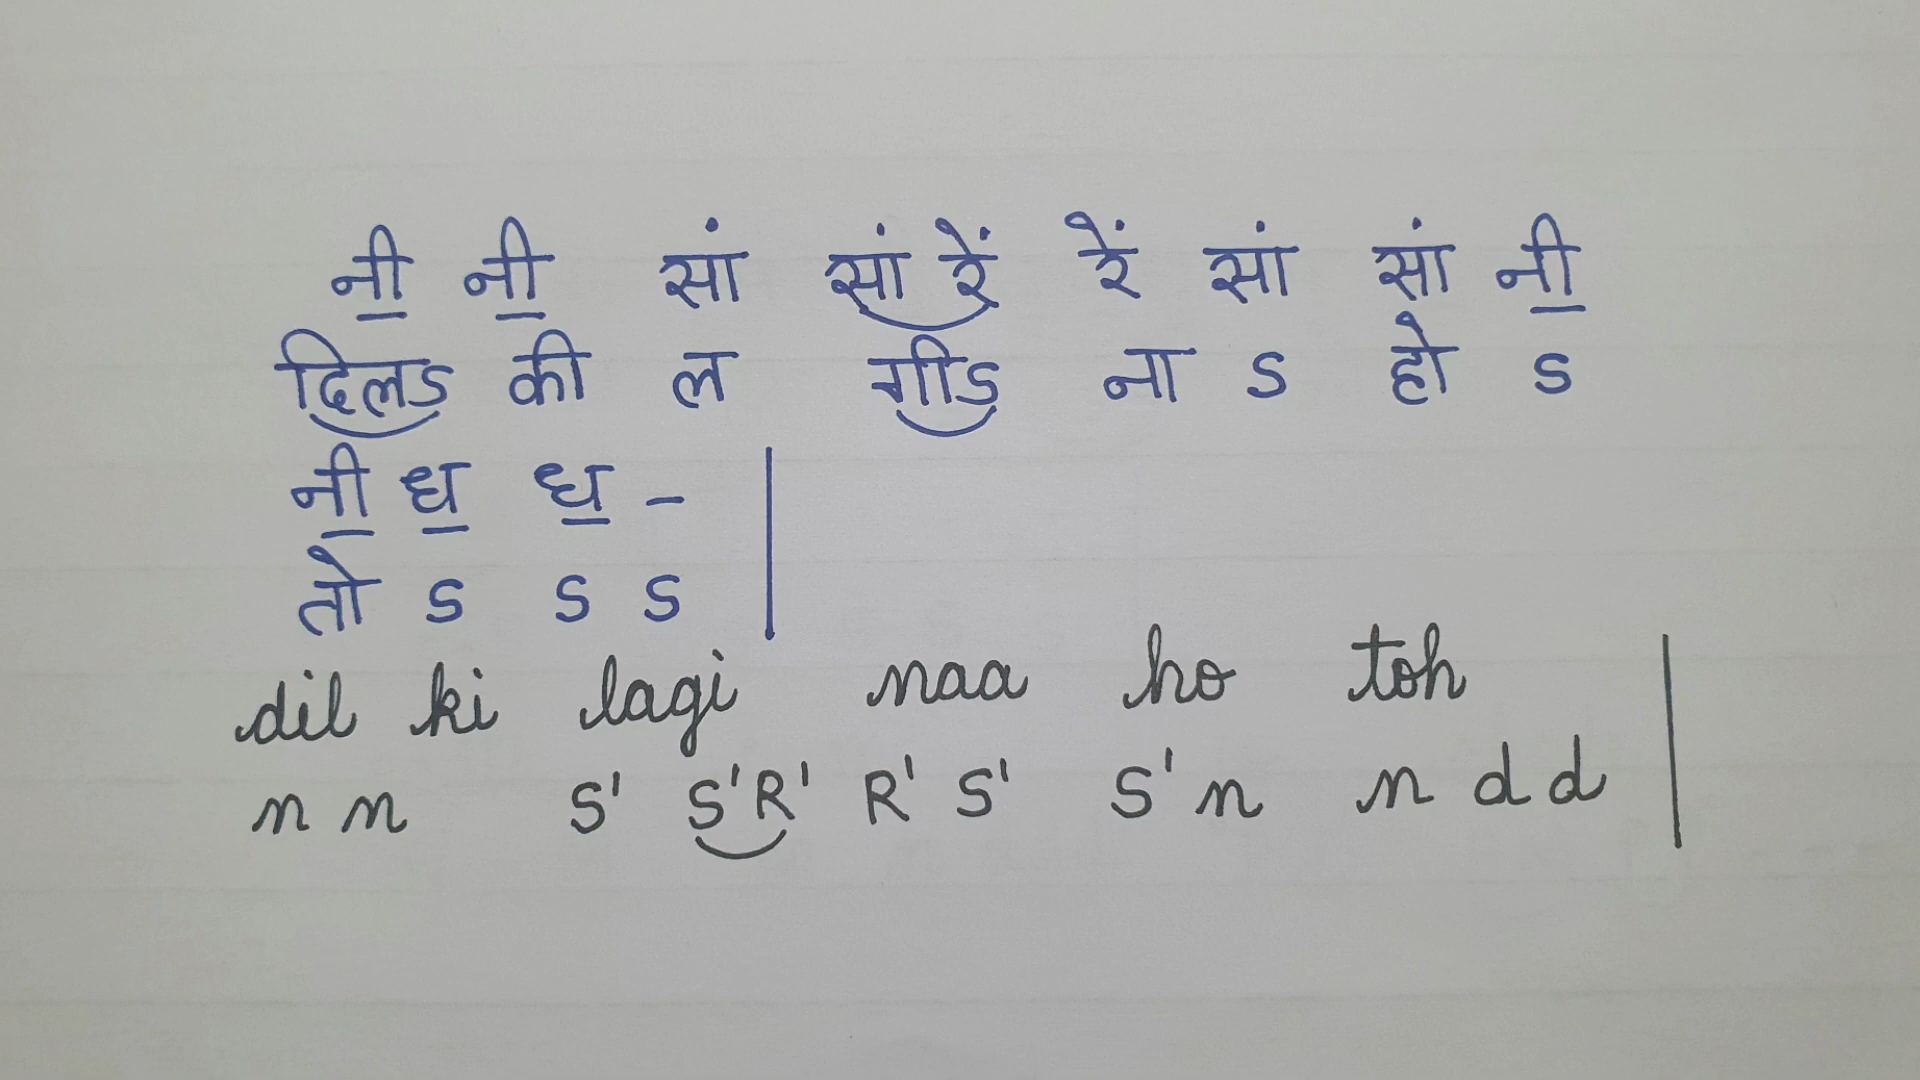 नी॒ नी॒ सां सां रें रें सां सां नी॒
दिलऽ की ल गीऽ ना ऽ हो ऽ
नी॒ ध॒ ध॒ - |
तो ऽ ऽ ऽ |
dil ki lagi naa ho toh |
n n S' S'R' R' S' S' n n d d |